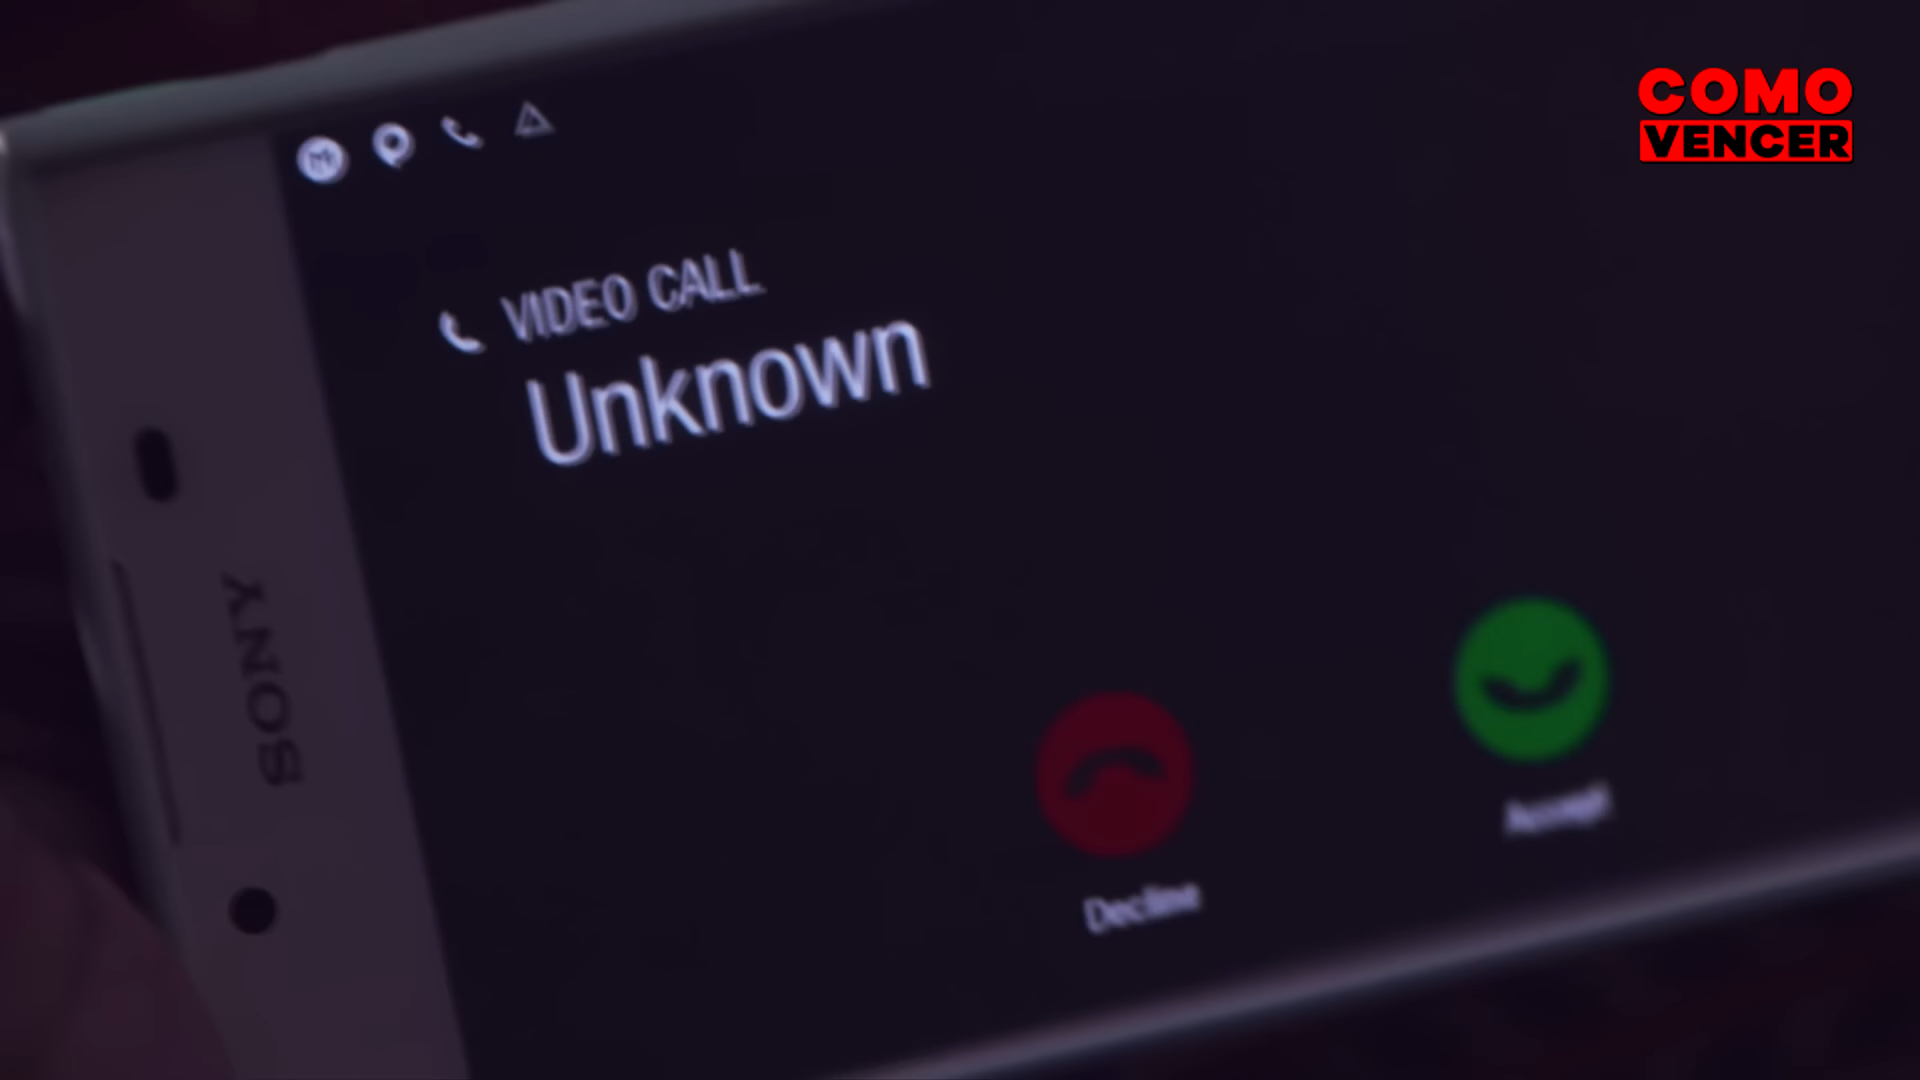 COMO
VENCER
VIDEO CALL
Unknown
SONY
Accept
Decline